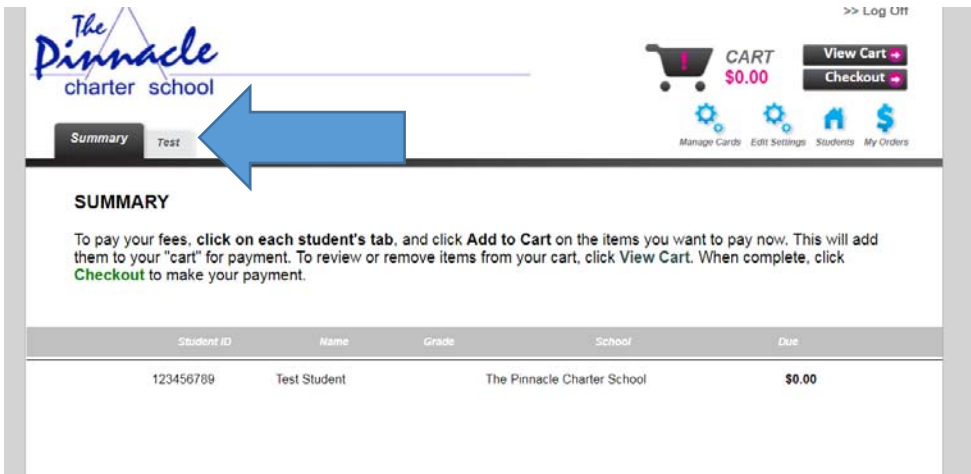 >> Log Off
The
Pinnacle
charter school
CART
$0.00
View Cart
Checkout
Summary
Test
Manage Cards
Edit Settings
Students
My Orders
SUMMARY
To pay your fees, click on each student's tab, and click Add to Cart on the items you want to pay now. This will add
them to your "cart" for payment. To review or remove items from your cart, click View Cart. When complete, click
Checkout to make your payment.
Student ID Name Grade School Due
123456789 Test Student The Pinnacle Charter School $0.00